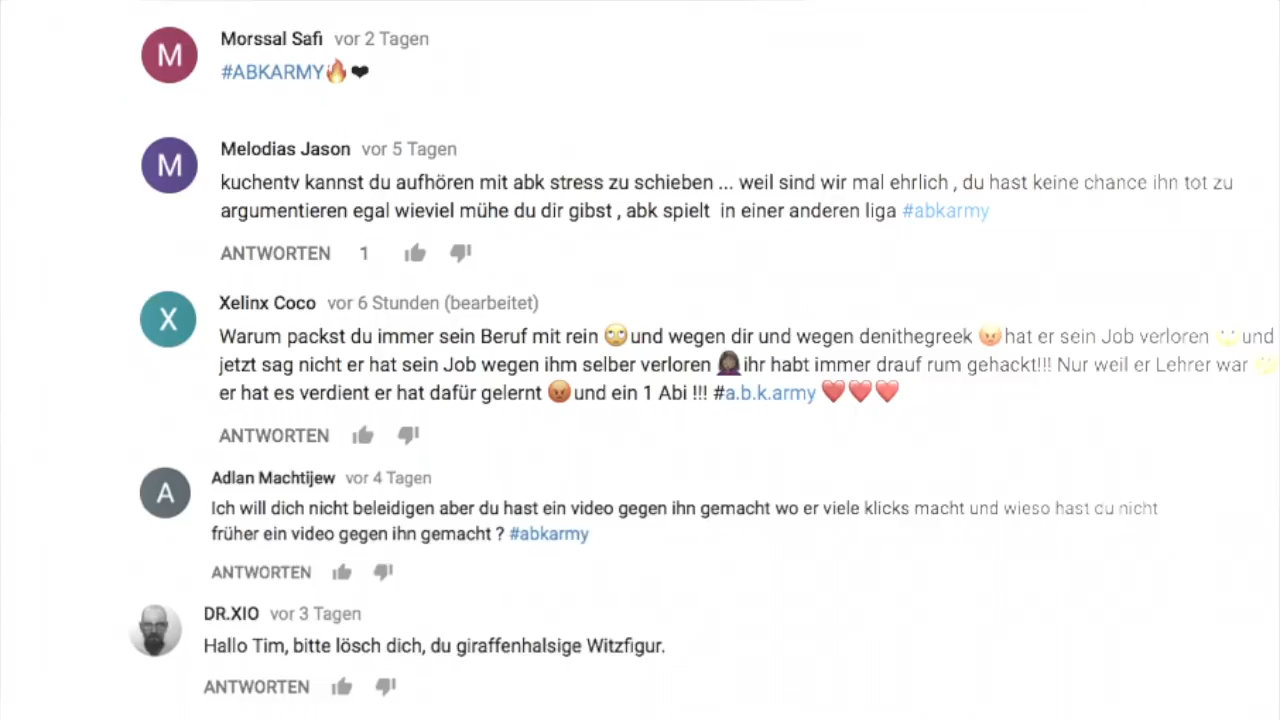 M
Morssal Safi vor 2 Tagen
#ABKARMY🔥❤
M
Melodias Jason vor 5 Tagen
kuchentv kannst du aufhören mit abk stress zu schieben ... weil sind wir mal ehrlich , du hast keine chance ihn tot zu
argumentieren egal wieviel mühe du dir gibst , abk spielt in einer anderen liga #abkarmy
ANTWORTEN 1
X
Xelinx Coco vor 6 Stunden (bearbeitet)
Warum packst du immer sein Beruf mit rein 🙄und wegen dir und wegen denithegreek 😡hat er sein Job verloren 🙄und
jetzt sag nicht er hat sein Job wegen ihm selber verloren 🤦🏿‍♀️ihr habt immer drauf rum gehackt!!! Nur weil er Lehrer war 🙄
er hat es verdient er hat dafür gelernt 😡und ein 1 Abi !!! #a.b.k.army ❤️❤️❤️
ANTWORTEN
A
Adlan Machtijew vor 4 Tagen
Ich will dich nicht beleidigen aber du hast ein video gegen ihn gemacht wo er viele klicks macht und wieso hast du nicht
früher ein video gegen ihn gemacht ? #abkarmy
ANTWORTEN
DR.XIO vor 3 Tagen
Hallo Tim, bitte lösch dich, du giraffenhalsige Witzfigur.
ANTWORTEN